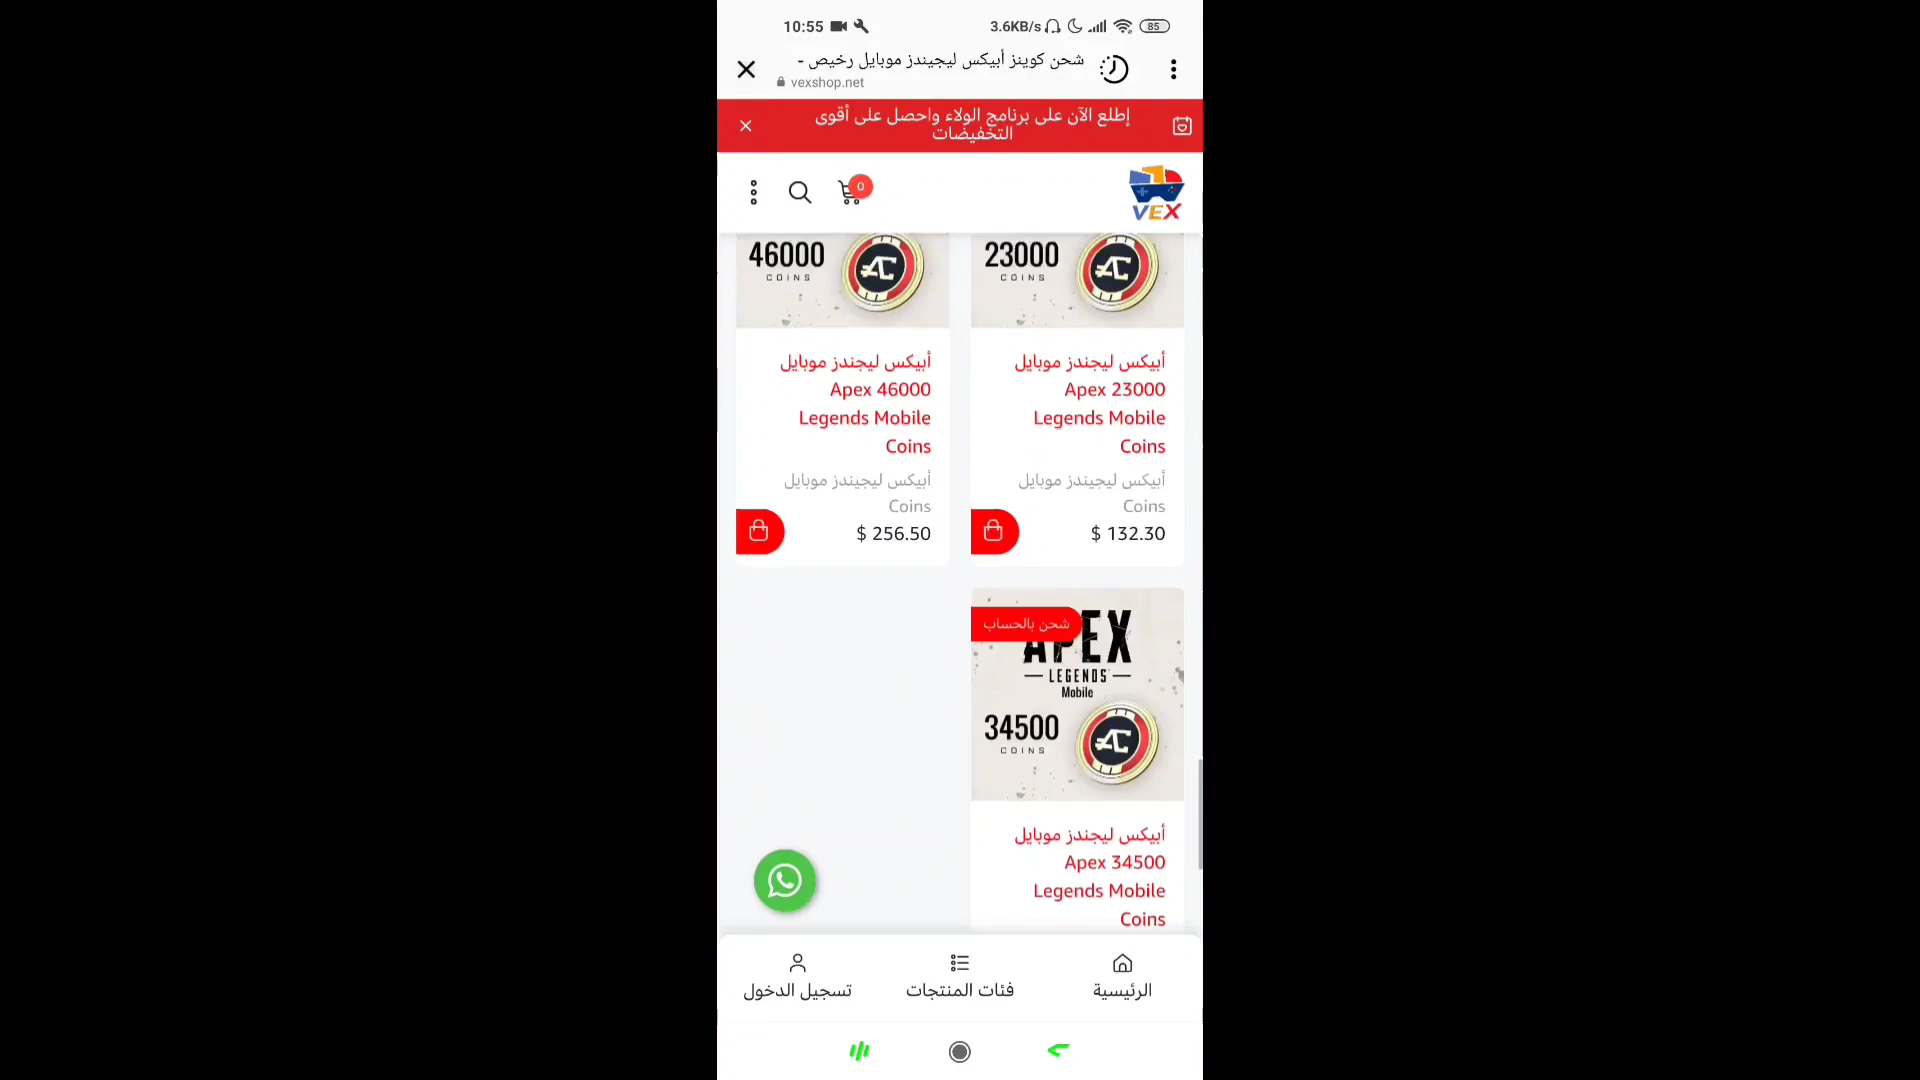 10:55
3.6KB/s
85
شحن كوينز أبيكس ليجيندز موبايل رخيص -
vexshop.net
إطلع الآن على برنامج الولاء واحصل على أقوى
التخفيضات
0
VEX
23000
COINS
أبيكس ليجندز موبايل
Apex 23000
Legends Mobile
Coins
أبيكس ليجيندز موبايل
Coins
$ 132.30
46000
COINS
أبيكس ليجندز موبايل
Apex 46000
Legends Mobile
Coins
أبيكس ليجيندز موبايل
Coins
$ 256.50
شحن بالحساب
APEX
LEGENDS
Mobile
34500
COINS
أبيكس ليجندز موبايل
Apex 34500
Legends Mobile
Coins
الرئيسية
فئات المنتجات
تسجيل الدخول